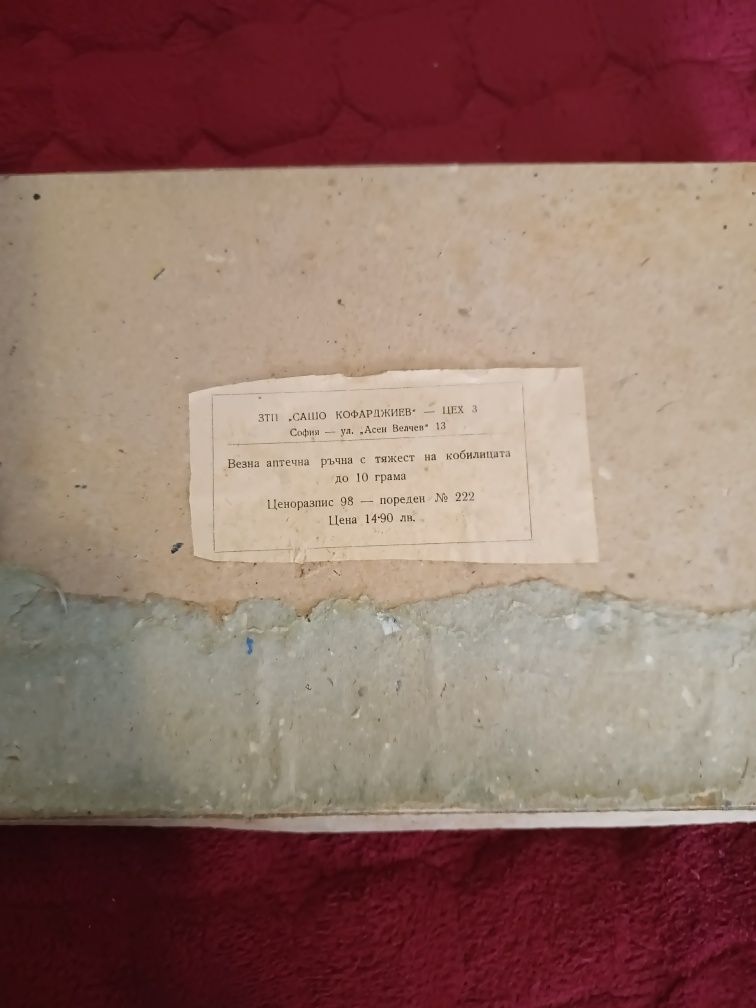 ЗТП „САШО КОФАРДЖИЕВ“ — ЦЕХ 3
София — ул. „Асен Велчев“ 13
Везна аптечна ръчна с тяжест на кобилицата
до 10 грама
Ценоразпис 98 — пореден № 222
Цена 14·90 лв.